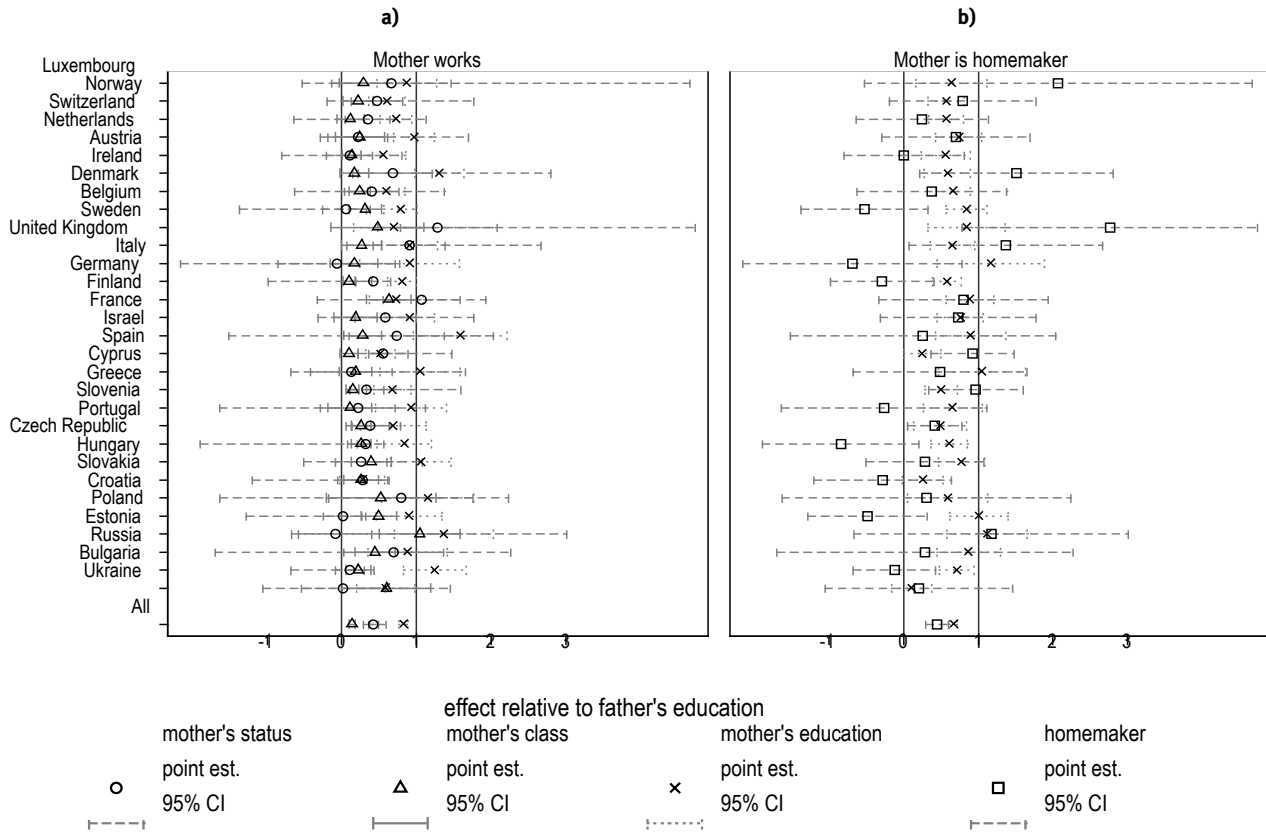 a) b)
Mother works Mother is homemaker
Luxembourg
Norway
Switzerland
Netherlands
Austria
Ireland
Denmark
Belgium
Sweden
United Kingdom
Italy
Germany
Finland
France
Israel
Spain
Cyprus
Greece
Slovenia
Portugal
Czech Republic
Hungary
Slovakia
Croatia
Poland
Estonia
Russia
Bulgaria
Ukraine
All
-1 0 1 2 3 -1 0 1 2 3
effect relative to father's education
mother's status mother's class mother's education homemaker
point est. point est. point est. point est.
95% CI 95% CI 95% CI 95% CI